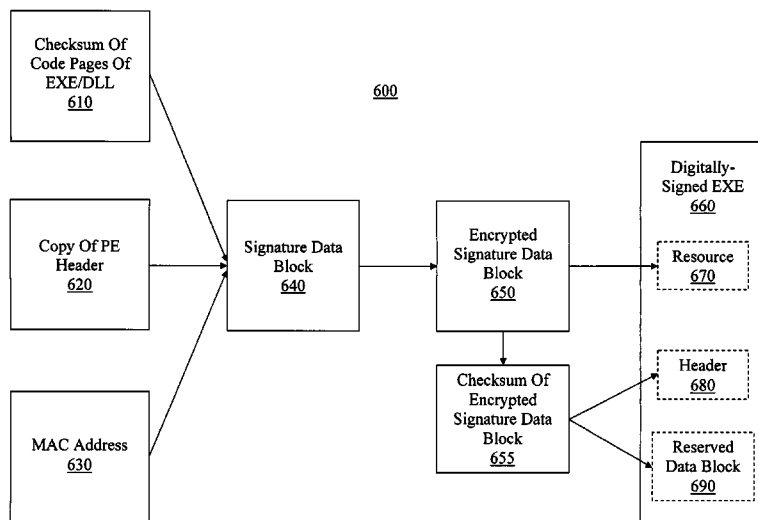 Checksum Of
Code Pages Of
EXE/DLL
610
600
Copy Of PE
Header
620
MAC Address
630
Signature Data
Block
640
Encrypted
Signature Data
Block
650
Checksum Of
Encrypted
Signature Data
Block
655
Digitally-
Signed EXE
660
Resource
670
Header
680
Reserved
Data Block
690